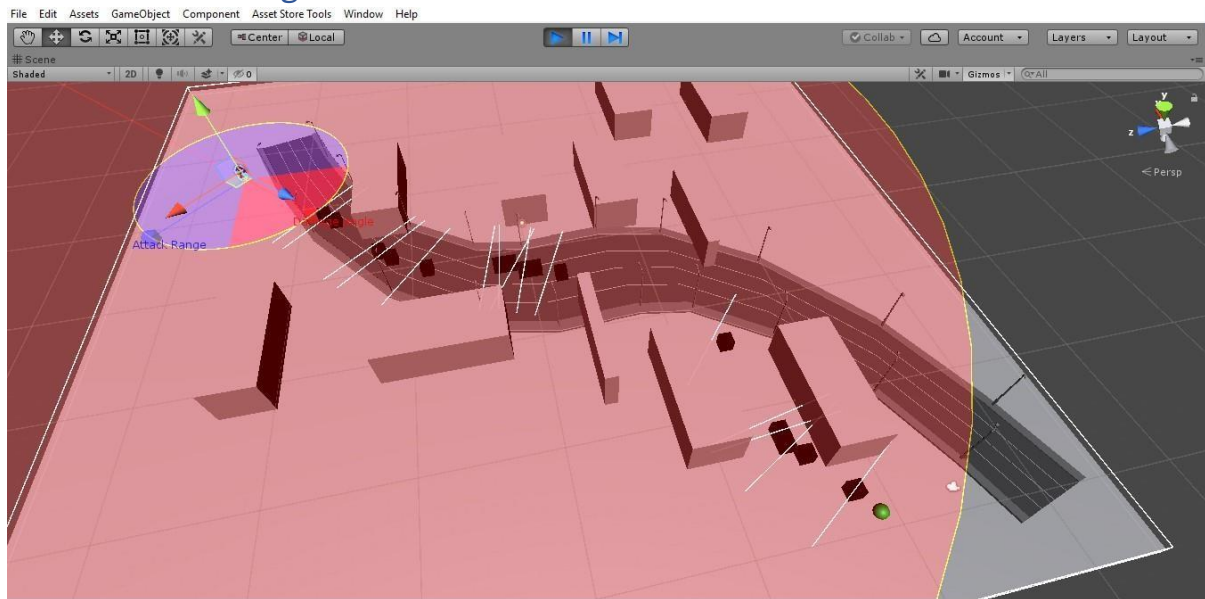 File Edit Assets GameObject Component Asset Store Tools Window Help
Center Local Collab Account Layers Layout
Scene
Shaded 2D 0 Gizmos All
y
z
Persp
Attack Range